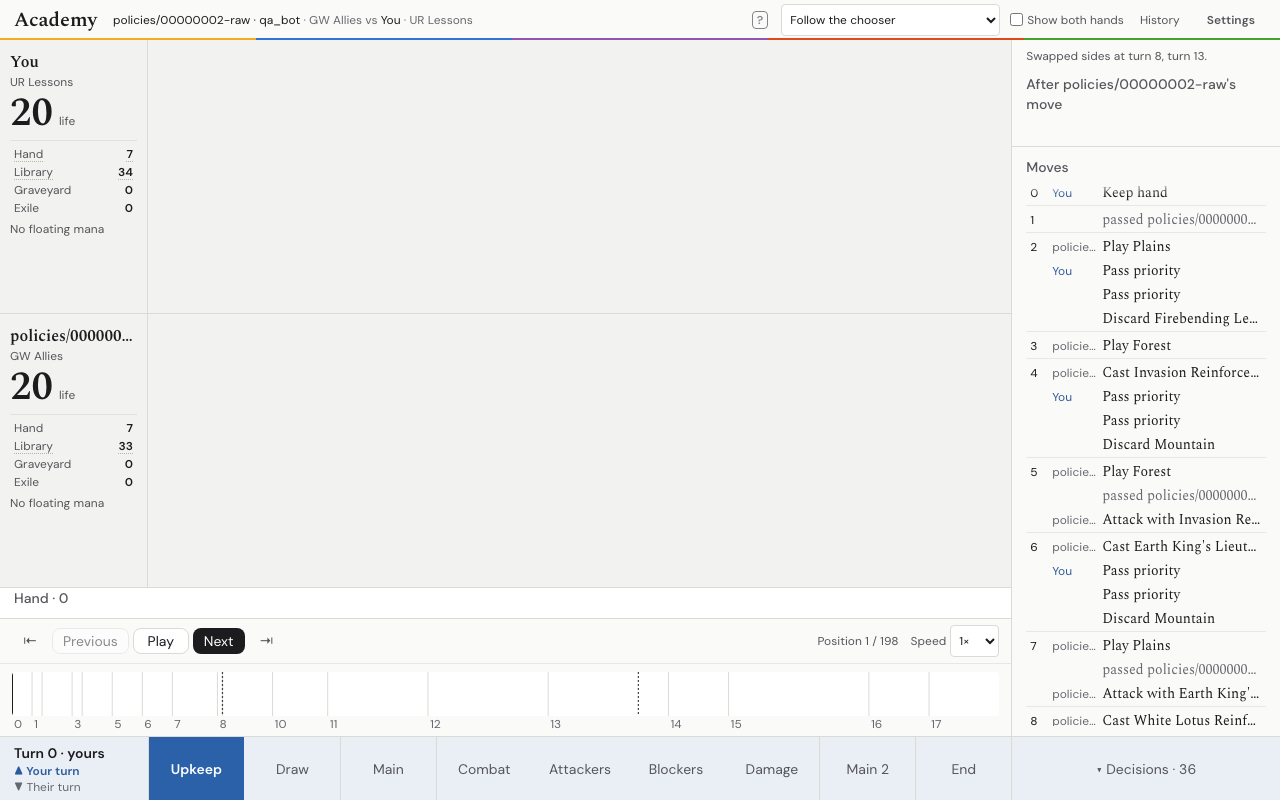 Academy policies/00000002-raw · qa_bot · GW Allies vs You · UR Lessons ? Follow the chooser Show both hands History Settings
You
UR Lessons
20 life
Hand 7
Library 34
Graveyard 0
Exile 0
No floating mana
policies/000000...
GW Allies
20 life
Hand 7
Library 33
Graveyard 0
Exile 0
No floating mana
Hand · 0
⇤ Previous Play Next ⇥ Position 1 / 198 Speed 1×
0 1 3 5 6 7 8 10 11 12 13 14 15 16 17
Turn 0 · yours
▲ Your turn
▼ Their turn
Upkeep Draw Main Combat Attackers Blockers Damage Main 2 End
Swapped sides at turn 8, turn 13.
After policies/00000002-raw's
move
Moves
0 You Keep hand
1 passed policies/0000000...
2 policie... Play Plains
You Pass priority
Pass priority
Discard Firebending Le...
3 policie... Play Forest
4 policie... Cast Invasion Reinforce...
You Pass priority
Pass priority
Discard Mountain
5 policie... Play Forest
passed policies/0000000...
policie... Attack with Invasion Re...
6 policie... Cast Earth King's Lieut...
You Pass priority
Pass priority
Discard Mountain
7 policie... Play Plains
passed policies/0000000...
policie... Attack with Earth King'...
8 policie... Cast White Lotus Reinf...
▾ Decisions · 36